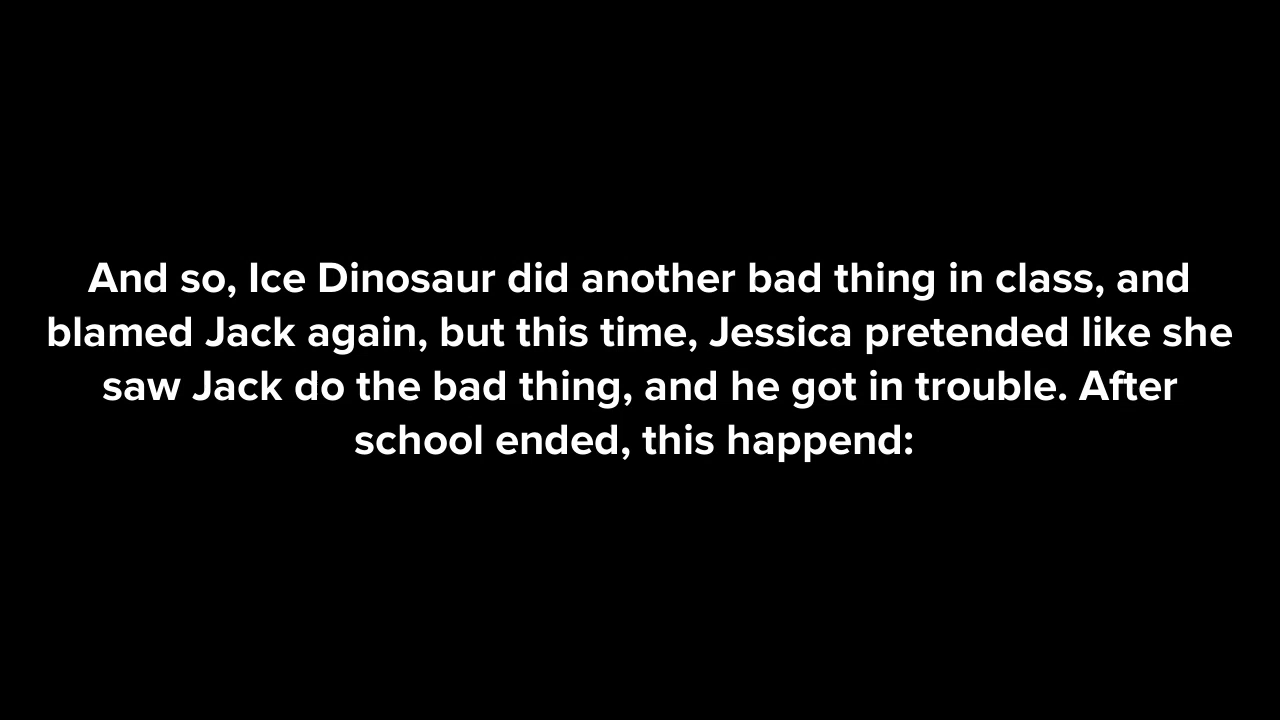 And so, Ice Dinosaur did another bad thing in class, and
blamed Jack again, but this time, Jessica pretended like she
saw Jack do the bad thing, and he got in trouble. After
school ended, this happend: